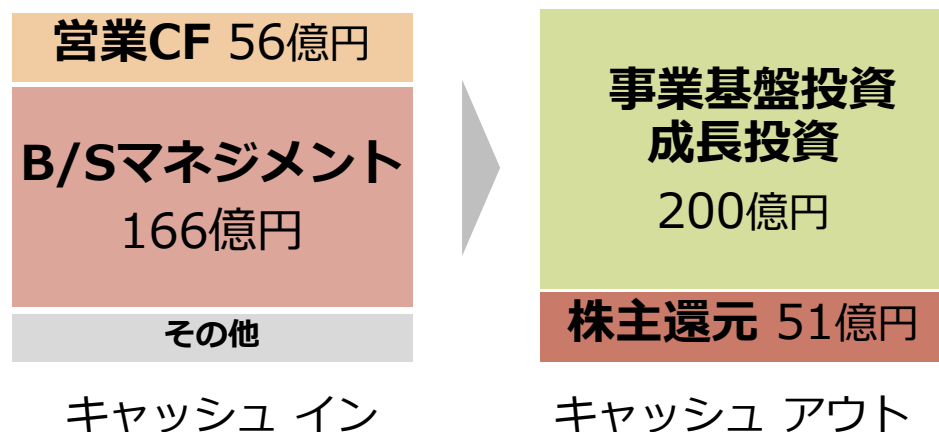 営業CF 56億円
B/Sマネジメント
166億円
その他
キャッシュ イン
事業基盤投資
成長投資
200億円
株主還元 51億円
キャッシュ アウト